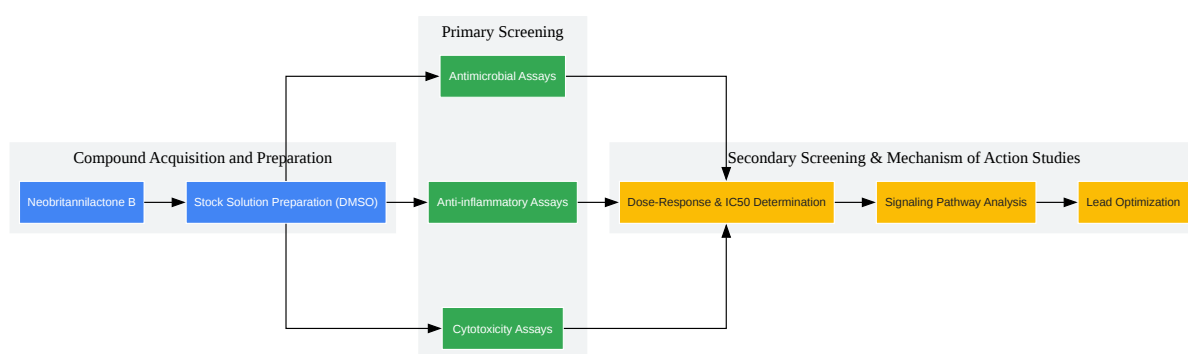 Primary Screening
Antimicrobial Assays
Compound Acquisition and Preparation
Secondary Screening & Mechanism of Action Studies
Neobritannilactone B
Stock Solution Preparation (DMSO)
Anti-inflammatory Assays
Dose-Response & IC50 Determination
Signaling Pathway Analysis
Lead Optimization
Cytotoxicity Assays